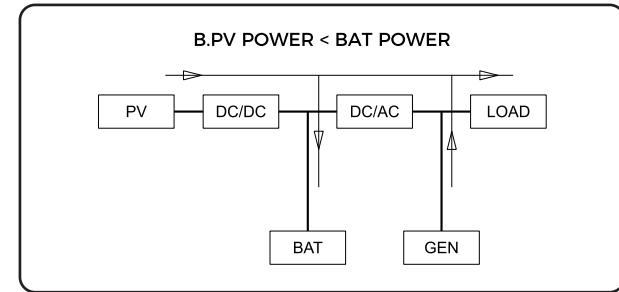 B.PV POWER < BAT POWER
PV DC/DC DC/AC LOAD
BAT GEN